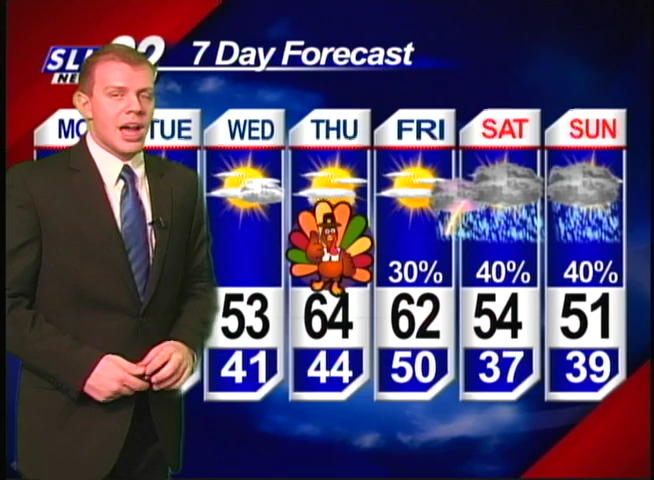 22
7 Day Forecast
TUE WED THU FRI SAT SUN
30% 40% 40%
53 64 62 54 51
41 44 50 37 39